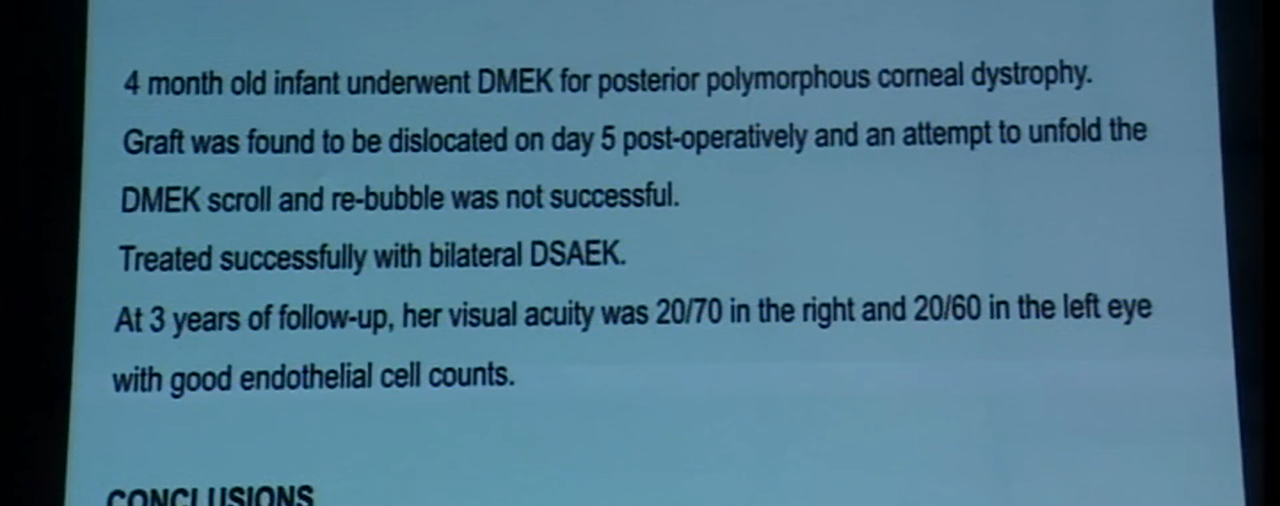 4 month old infant underwent DMEK for posterior polymorphous corneal dystrophy.
Graft was found to be dislocated on day 5 post-operatively and an attempt to unfold the
DMEK scroll and re-bubble was not successful.
Treated successfully with bilateral DSAEK.
At 3 years of follow-up, her visual acuity was 20/70 in the right and 20/60 in the left eye
with good endothelial cell counts.
CONCLUSIONS